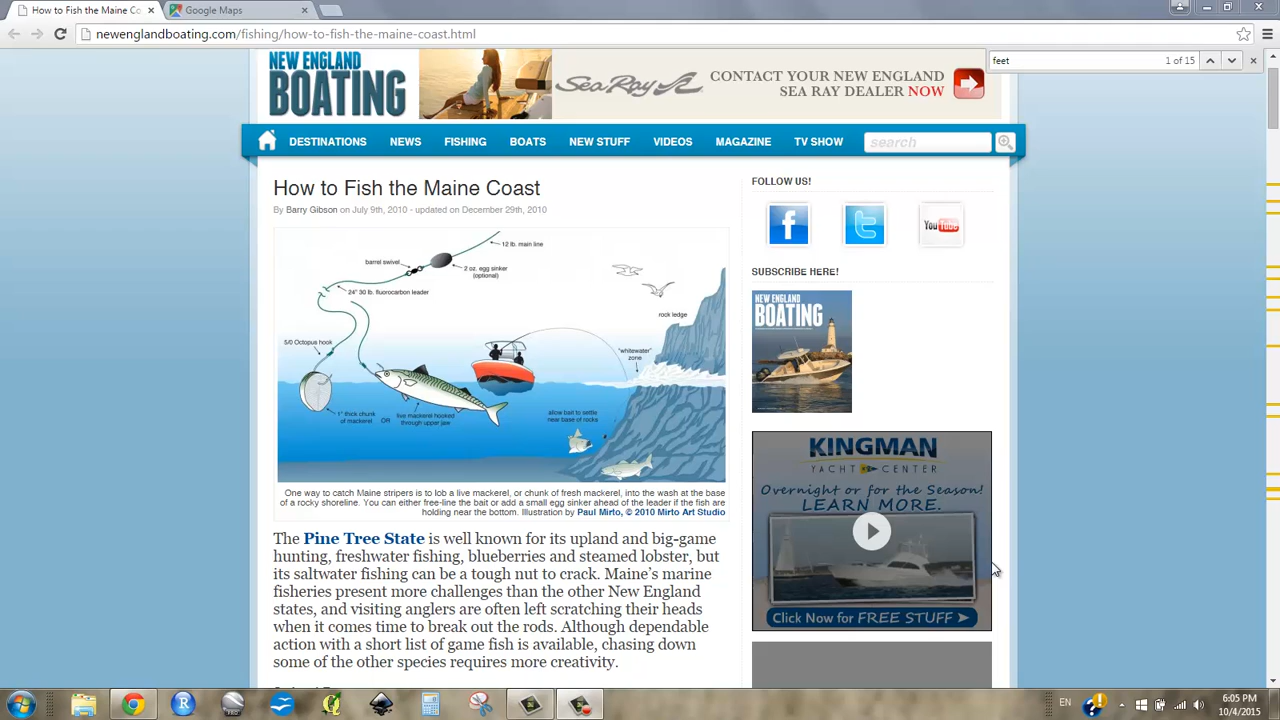 How to Fish the Maine Co
Google Maps
newenglandboating.com/fishing/how-to-fish-the-maine-coast.html
feet
1 of 15
NEW ENGLAND
BOATING
Sea Ray
CONTACT YOUR NEW ENGLAND
SEA RAY DEALER NOW
DESTINATIONS NEWS FISHING BOATS NEW STUFF VIDEOS MAGAZINE TV SHOW
search
How to Fish the Maine Coast
By Barry Gibson on July 9th, 2010 - updated on December 29th, 2010
12 lb. main line
barrel swivel
2 oz. egg sinker
(optional)
24" 30 lb. fluorocarbon leader
rock ledge
5/0 Octopus hook
"whitewater"
zone
1" thick chunk
of mackerel
OR
live mackerel hooked
through upper jaw
allow bait to settle
near base of rocks
One way to catch Maine stripers is to lob a live mackerel, or chunk of fresh mackerel, into the wash at the base
of a rocky shoreline. You can either free-line the bait or add a small egg sinker ahead of the leader if the fish are
holding near the bottom. Illustration by Paul Mirto, © 2010 Mirto Art Studio
The Pine Tree State is well known for its upland and big-game
hunting, freshwater fishing, blueberries and steamed lobster, but
its saltwater fishing can be a tough nut to crack. Maine's marine
fisheries present more challenges than the other New England
states, and visiting anglers are often left scratching their heads
when it comes time to break out the rods. Although dependable
action with a short list of game fish is available, chasing down
some of the other species requires more creativity.
FOLLOW US!
f
t
You Tube
SUBSCRIBE HERE!
NEW ENGLAND
BOATING
KINGMAN
YACHT CENTER
Overnight or for the Season!
LEARN MORE.
Click Now for FREE STUFF
EN
6:05 PM
10/4/2015